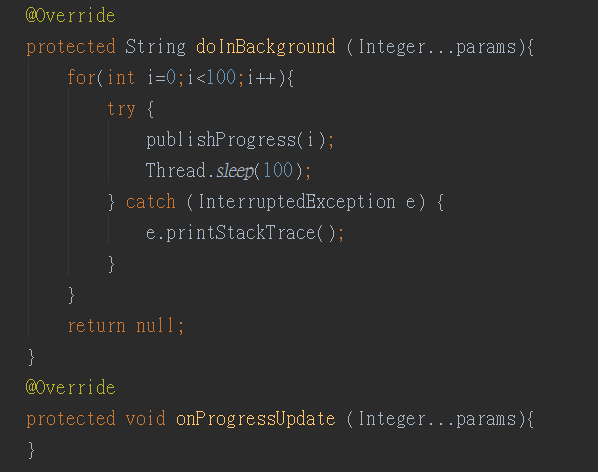 @Override
protected String doInBackground (Integer...params){
for(int i=0;i<100;i++){
try {
publishProgress(i);
Thread.sleep(100);
} catch (InterruptedException e) {
e.printStackTrace();
}
}
return null;
}
@Override
protected void onProgressUpdate (Integer...params){
}